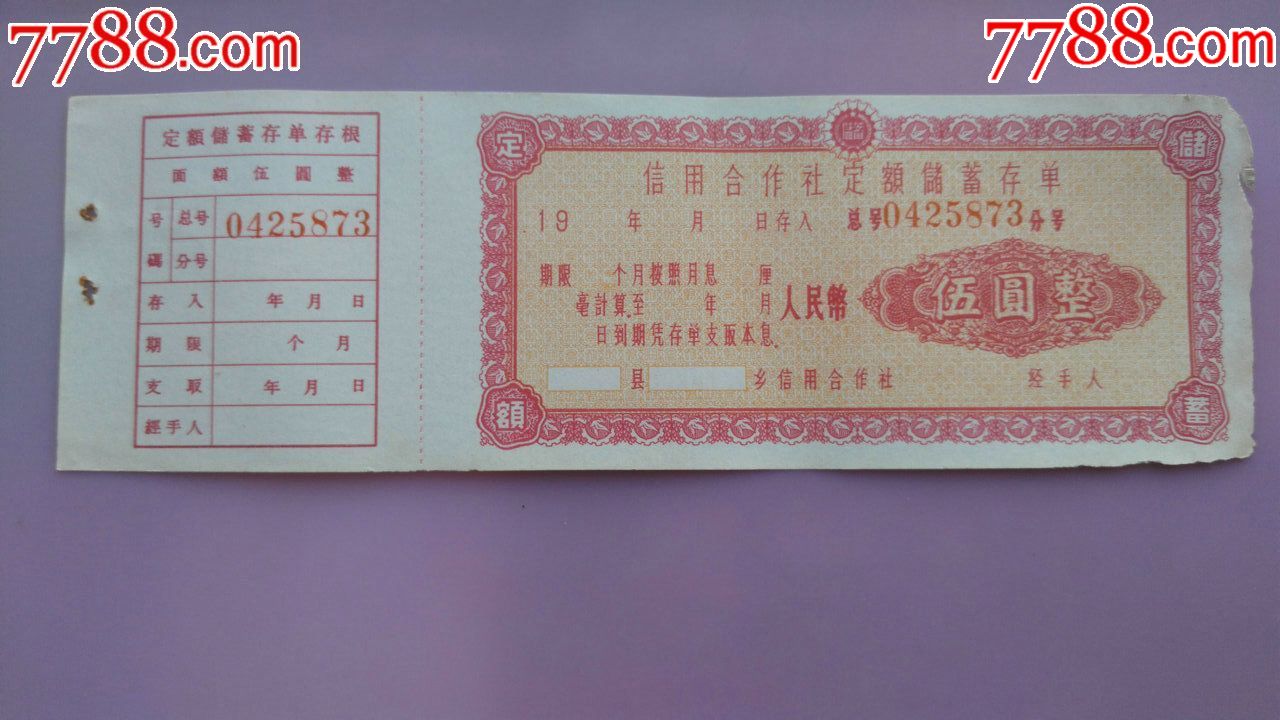 7788.com
7788.com
定額儲蓄存单存根
面額伍圓整
号碼
总号 0425873
分号
存入 年月日
期限 个月
支取 年月日
經手人
定 儲
信用合作社定額儲蓄存单
19 年 月 日存入 总号0425873分号
期限 个月按照月息 厘
毫計算.至 年 月
日到期凭存单支取本息.
人民幣
伍圓整
县 乡信用合作社 经手人
額 蓄